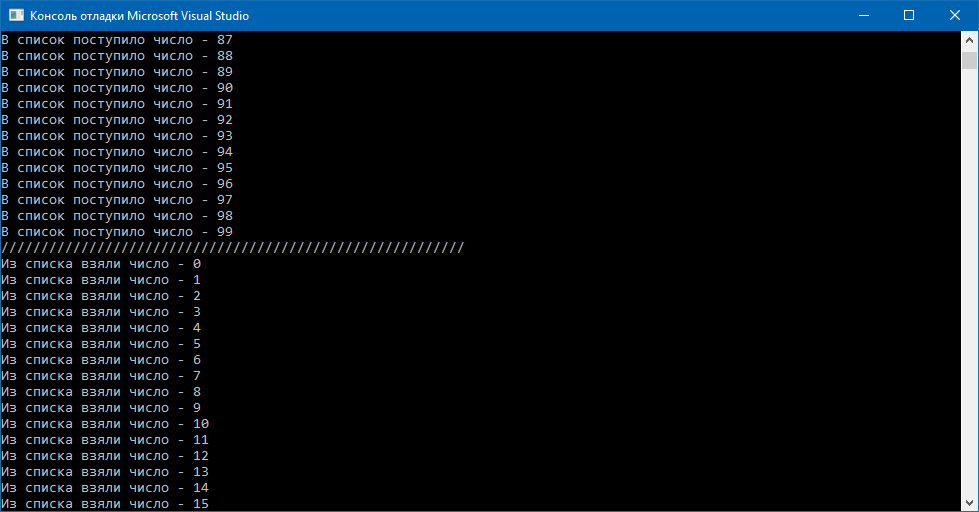 Консоль отладки Microsoft Visual Studio
В список поступило число - 87
В список поступило число - 88
В список поступило число - 89
В список поступило число - 90
В список поступило число - 91
В список поступило число - 92
В список поступило число - 93
В список поступило число - 94
В список поступило число - 95
В список поступило число - 96
В список поступило число - 97
В список поступило число - 98
В список поступило число - 99
//////////////////////////////////////////////////////////
Из списка взяли число - 0
Из списка взяли число - 1
Из списка взяли число - 2
Из списка взяли число - 3
Из списка взяли число - 4
Из списка взяли число - 5
Из списка взяли число - 6
Из списка взяли число - 7
Из списка взяли число - 8
Из списка взяли число - 9
Из списка взяли число - 10
Из списка взяли число - 11
Из списка взяли число - 12
Из списка взяли число - 13
Из списка взяли число - 14
Из списка взяли число - 15